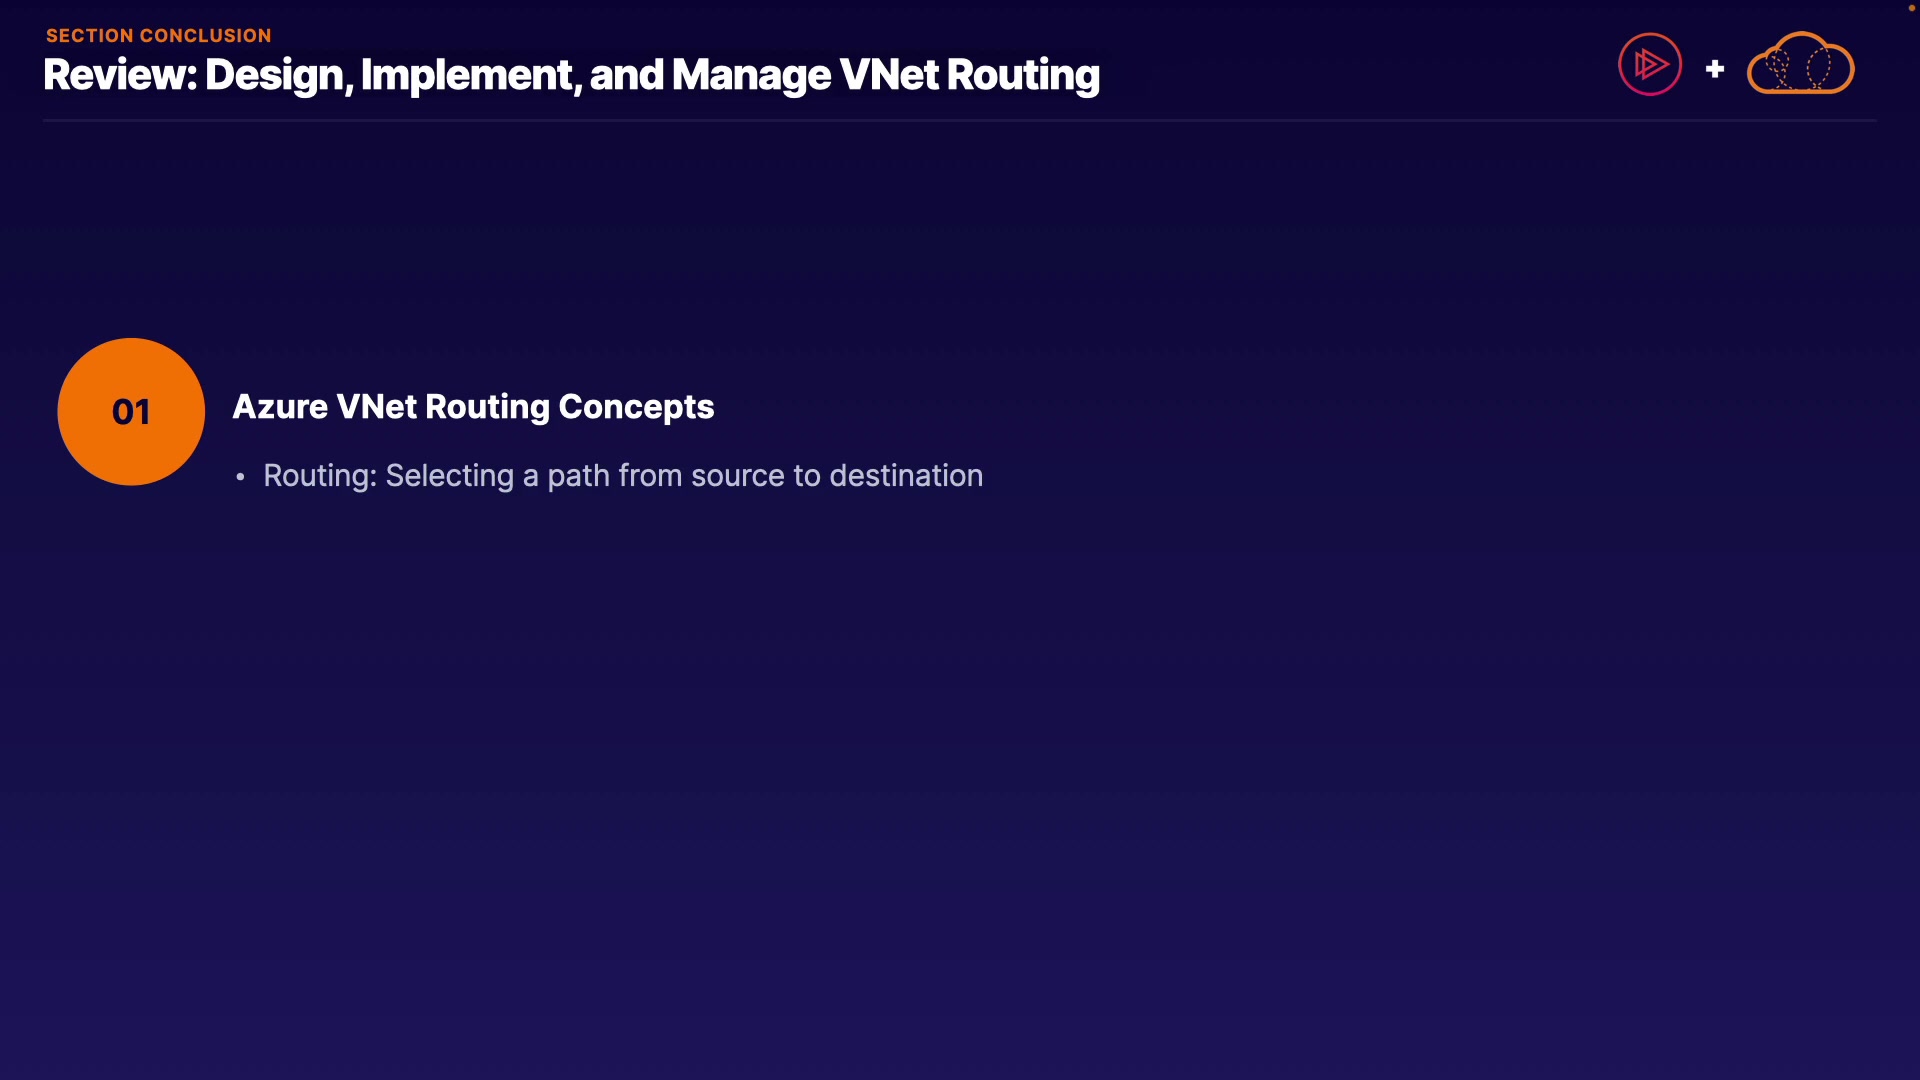 SECTION CONCLUSION
Review: Design, Implement, and Manage VNet Routing
+
01
Azure VNet Routing Concepts
• Routing: Selecting a path from source to destination